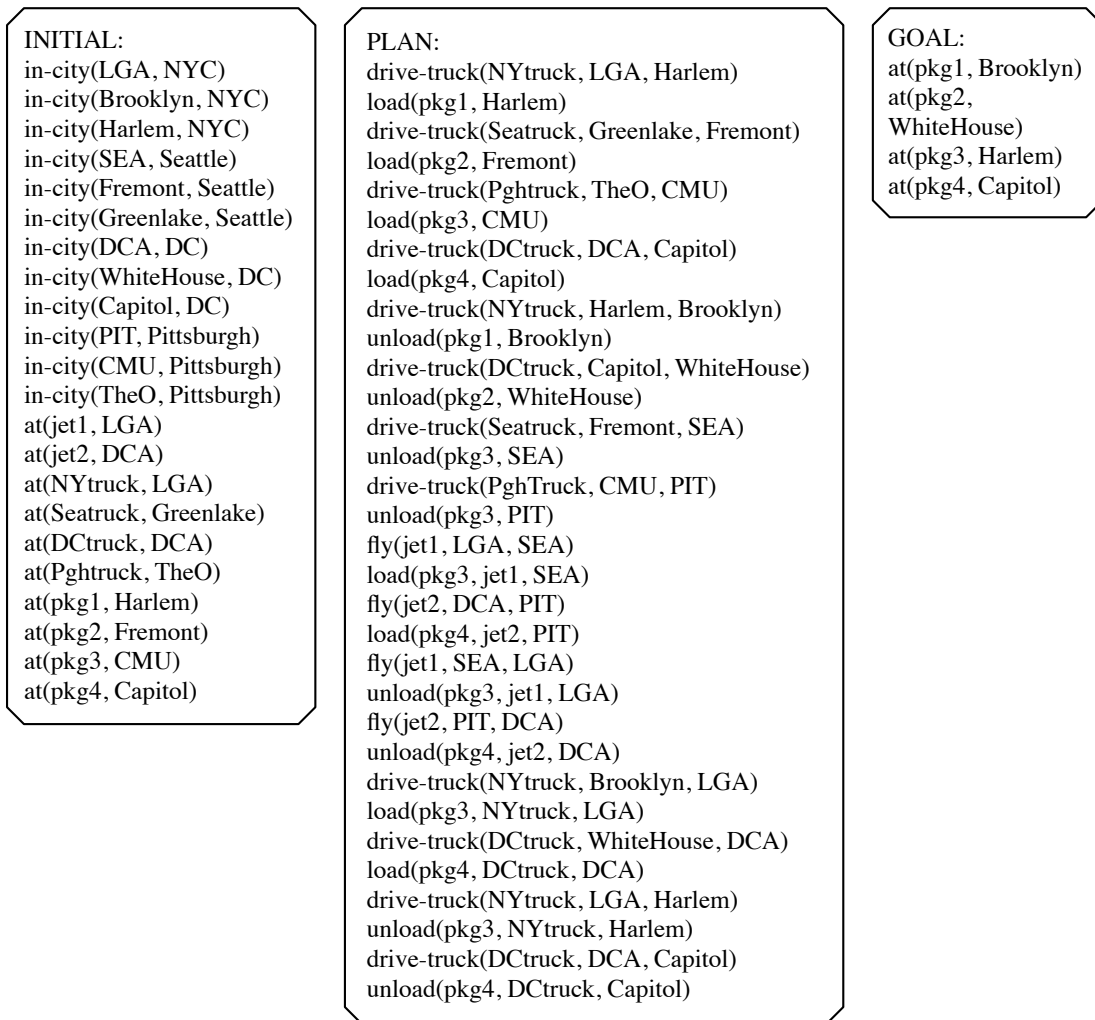 INITIAL:
in-city(LGA, NYC)
in-city(Brooklyn, NYC)
in-city(Harlem, NYC)
in-city(SEA, Seattle)
in-city(Fremont, Seattle)
in-city(Greenlake, Seattle)
in-city(DCA, DC)
in-city(WhiteHouse, DC)
in-city(Capitol, DC)
in-city(PIT, Pittsburgh)
in-city(CMU, Pittsburgh)
in-city(TheO, Pittsburgh)
at(jet1, LGA)
at(jet2, DCA)
at(NYtruck, LGA)
at(Seatruck, Greenlake)
at(DCtruck, DCA)
at(Pghtruck, TheO)
at(pkg1, Harlem)
at(pkg2, Fremont)
at(pkg3, CMU)
at(pkg4, Capitol)
PLAN:
drive-truck(NYtruck, LGA, Harlem)
load(pkg1, Harlem)
drive-truck(Seatruck, Greenlake, Fremont)
load(pkg2, Fremont)
drive-truck(Pghtruck, TheO, CMU)
load(pkg3, CMU)
drive-truck(DCtruck, DCA, Capitol)
load(pkg4, Capitol)
drive-truck(NYtruck, Harlem, Brooklyn)
unload(pkg1, Brooklyn)
drive-truck(DCtruck, Capitol, WhiteHouse)
unload(pkg2, WhiteHouse)
drive-truck(Seatruck, Fremont, SEA)
unload(pkg3, SEA)
drive-truck(PghTruck, CMU, PIT)
unload(pkg3, PIT)
fly(jet1, LGA, SEA)
load(pkg3, jet1, SEA)
fly(jet2, DCA, PIT)
load(pkg4, jet2, PIT)
fly(jet1, SEA, LGA)
unload(pkg3, jet1, LGA)
fly(jet2, PIT, DCA)
unload(pkg4, jet2, DCA)
drive-truck(NYtruck, Brooklyn, LGA)
load(pkg3, NYtruck, LGA)
drive-truck(DCtruck, WhiteHouse, DCA)
load(pkg4, DCtruck, DCA)
drive-truck(NYtruck, LGA, Harlem)
unload(pkg3, NYtruck, Harlem)
drive-truck(DCtruck, DCA, Capitol)
unload(pkg4, DCtruck, Capitol)
GOAL:
at(pkg1, Brooklyn)
at(pkg2,
WhiteHouse)
at(pkg3, Harlem)
at(pkg4, Capitol)